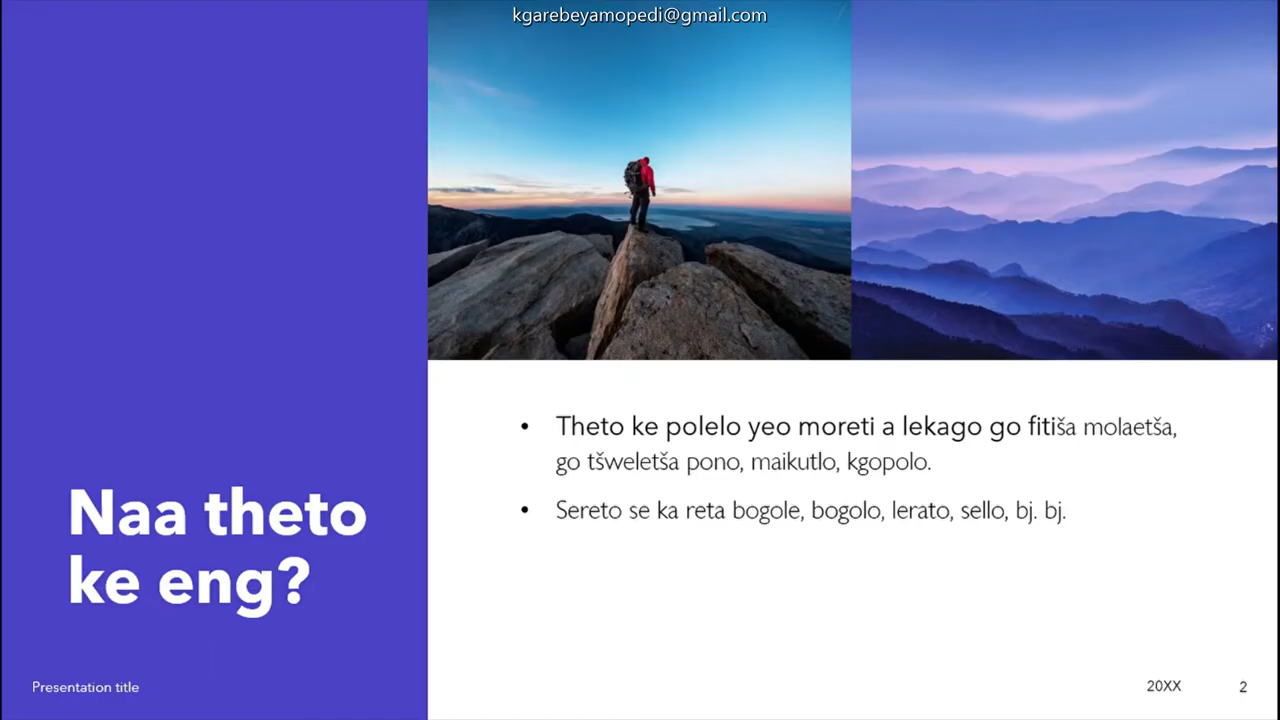 kgarebeyamopedi@gmail.com
Naa theto
ke eng?
• Theto ke polelo yeo moreti a lekago go fitiša molaetša,
go tšweletša pono, maikutlo, kgopolo.
• Sereto se ka reta bogole, bogolo, lerato, sello, bj. bj.
Presentation title
20XX
2